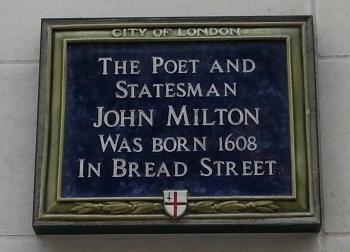 CITY OF LONDON
THE POET AND
STATESMAN
JOHN MILTON
WAS BORN 1608
IN BREAD STREET